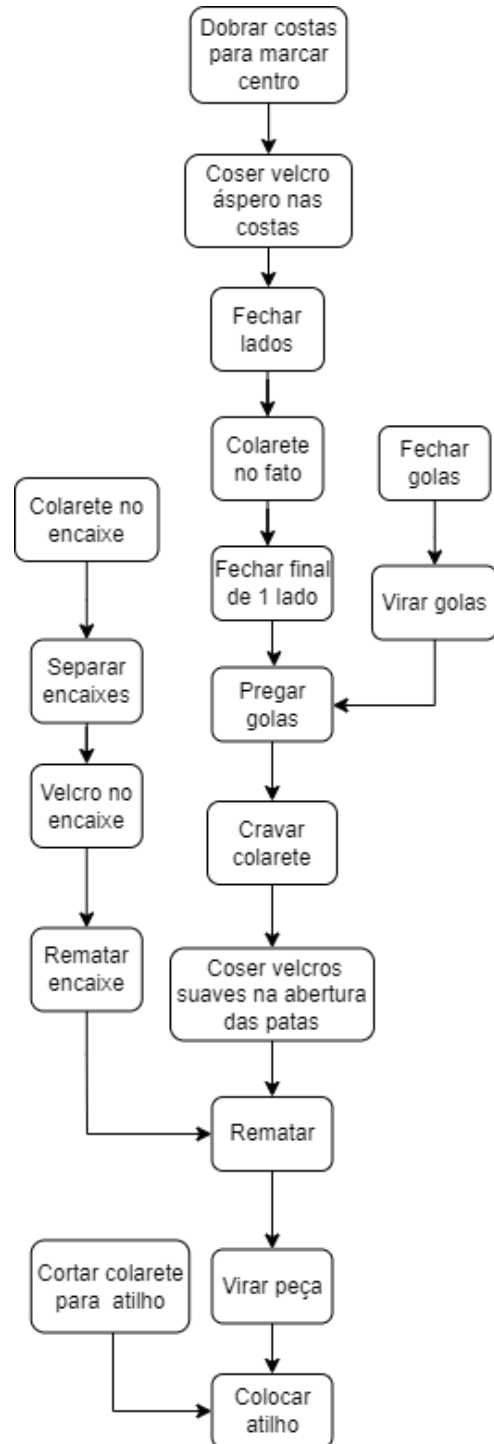 Dobrar costas
para marcar
centro
Coser velcro
áspero nas
costas
Fechar
lados
Colarete
no fato
Fechar
golas
Colarete no
encaixe
Fechar final
de 1 lado
Virar golas
Separar
encaixes
Pregar
golas
Velcro no
encaixe
Cravar
colarete
Rematar
encaixe
Coser velcros
suaves na abertura
das patas
Rematar
Cortar colarete
para atilho
Virar peça
Colocar
atilho